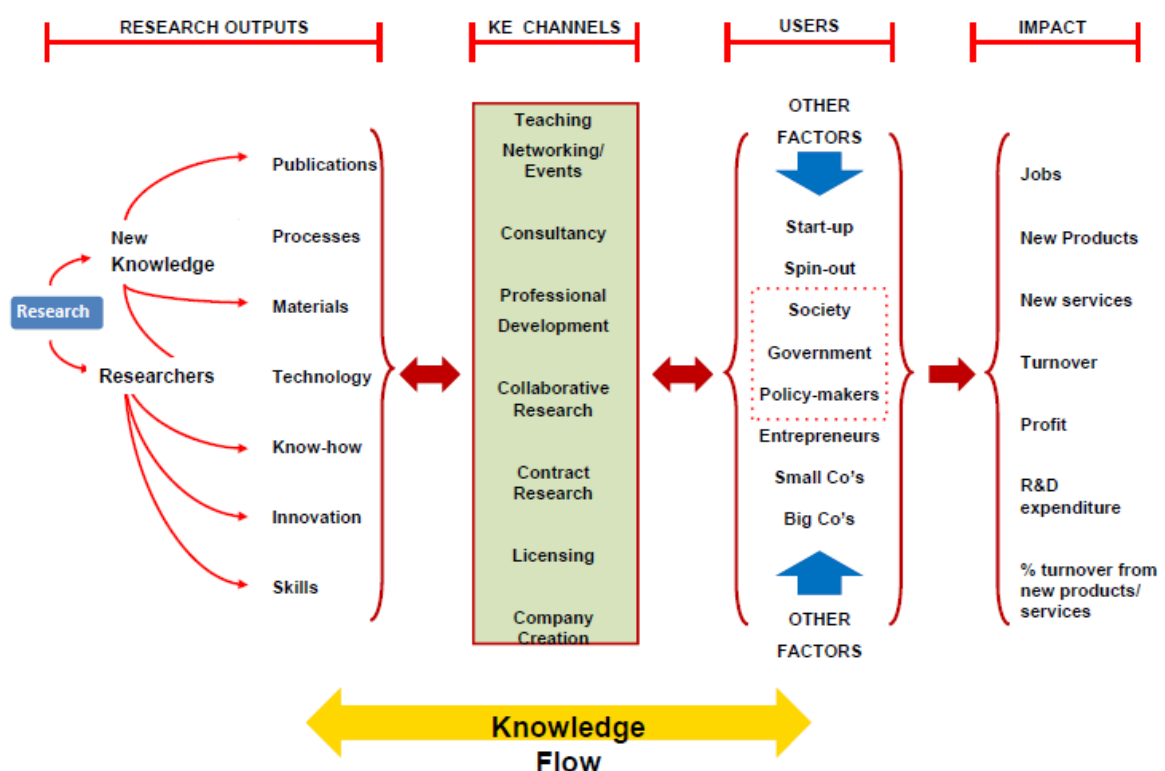 RESEARCH OUTPUTS
KE CHANNELS
USERS
IMPACT
Research
New
Knowledge
Researchers
Publications
Processes
Materials
Technology
Know-how
Innovation
Skills
Teaching
Networking/
Events
Consultancy
Professional
Development
Collaborative
Research
Contract
Research
Licensing
Company
Creation
OTHER
FACTORS
Start-up
Spin-out
Society
Government
Policy-makers
Entrepreneurs
Small Co's
Big Co's
OTHER
FACTORS
Jobs
New Products
New services
Turnover
Profit
R&D
expenditure
% turnover from
new products/
services
Knowledge
Flow